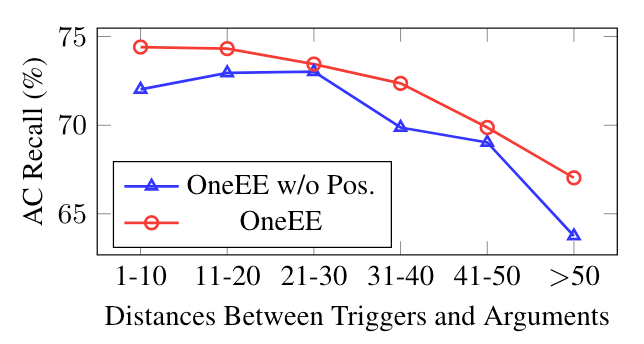 75
70
65
AC Recall (%)
OneEE w/o Pos.
OneEE
1-10 11-20 21-30 31-40 41-50 >50
Distances Between Triggers and Arguments